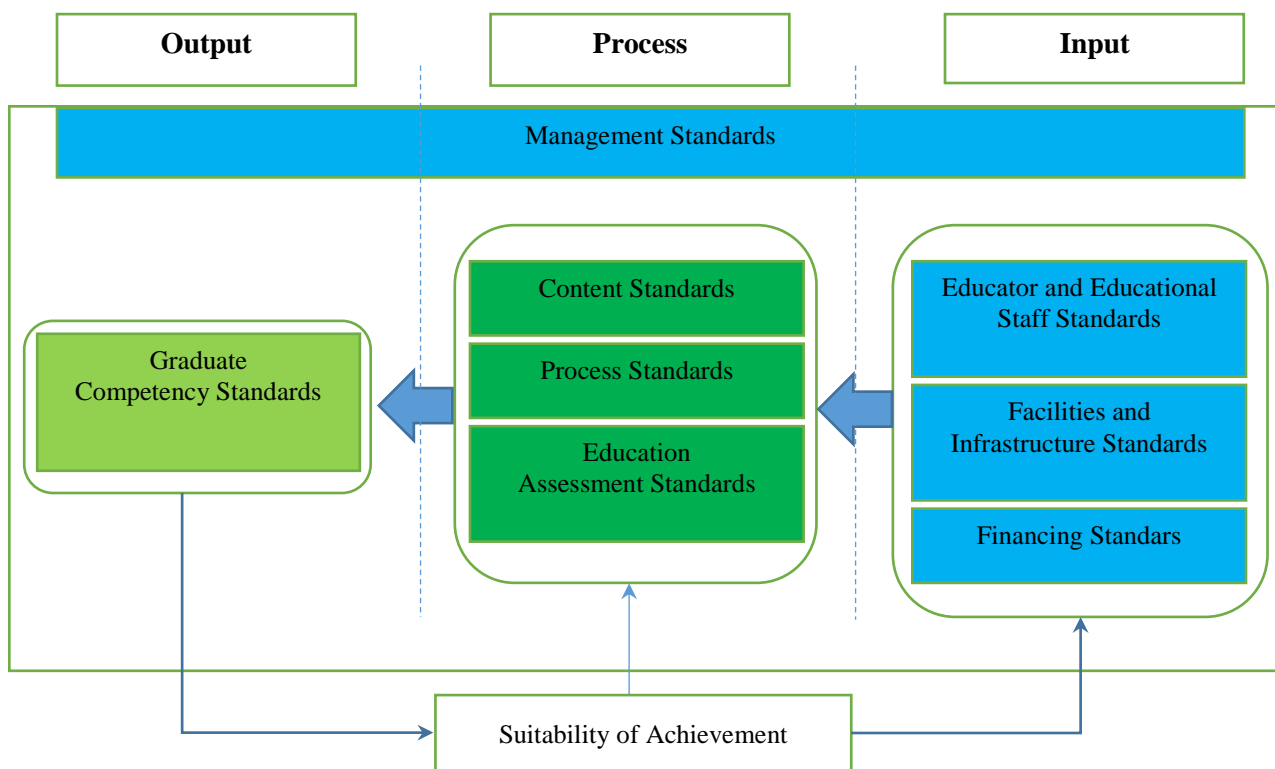 Output
Process
Input
Management Standards
Graduate
Competency Standards
Content Standards
Process Standards
Education
Assessment Standards
Educator and Educational
Staff Standards
Facilities and
Infrastructure Standards
Financing Standars
Suitability of Achievement